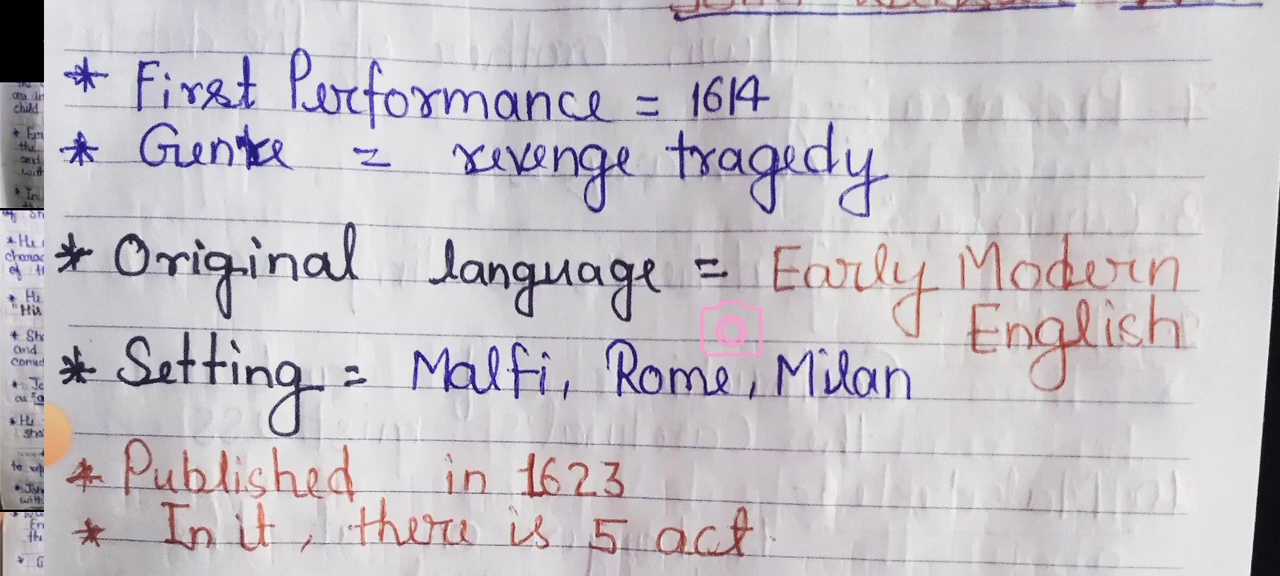 * First Performance = 1614
* Genre = revenge tragedy
* Original language = Early Modern
English
* Setting = Malfi, Rome, Milan
* Published in 1623
* In it, there is 5 act.